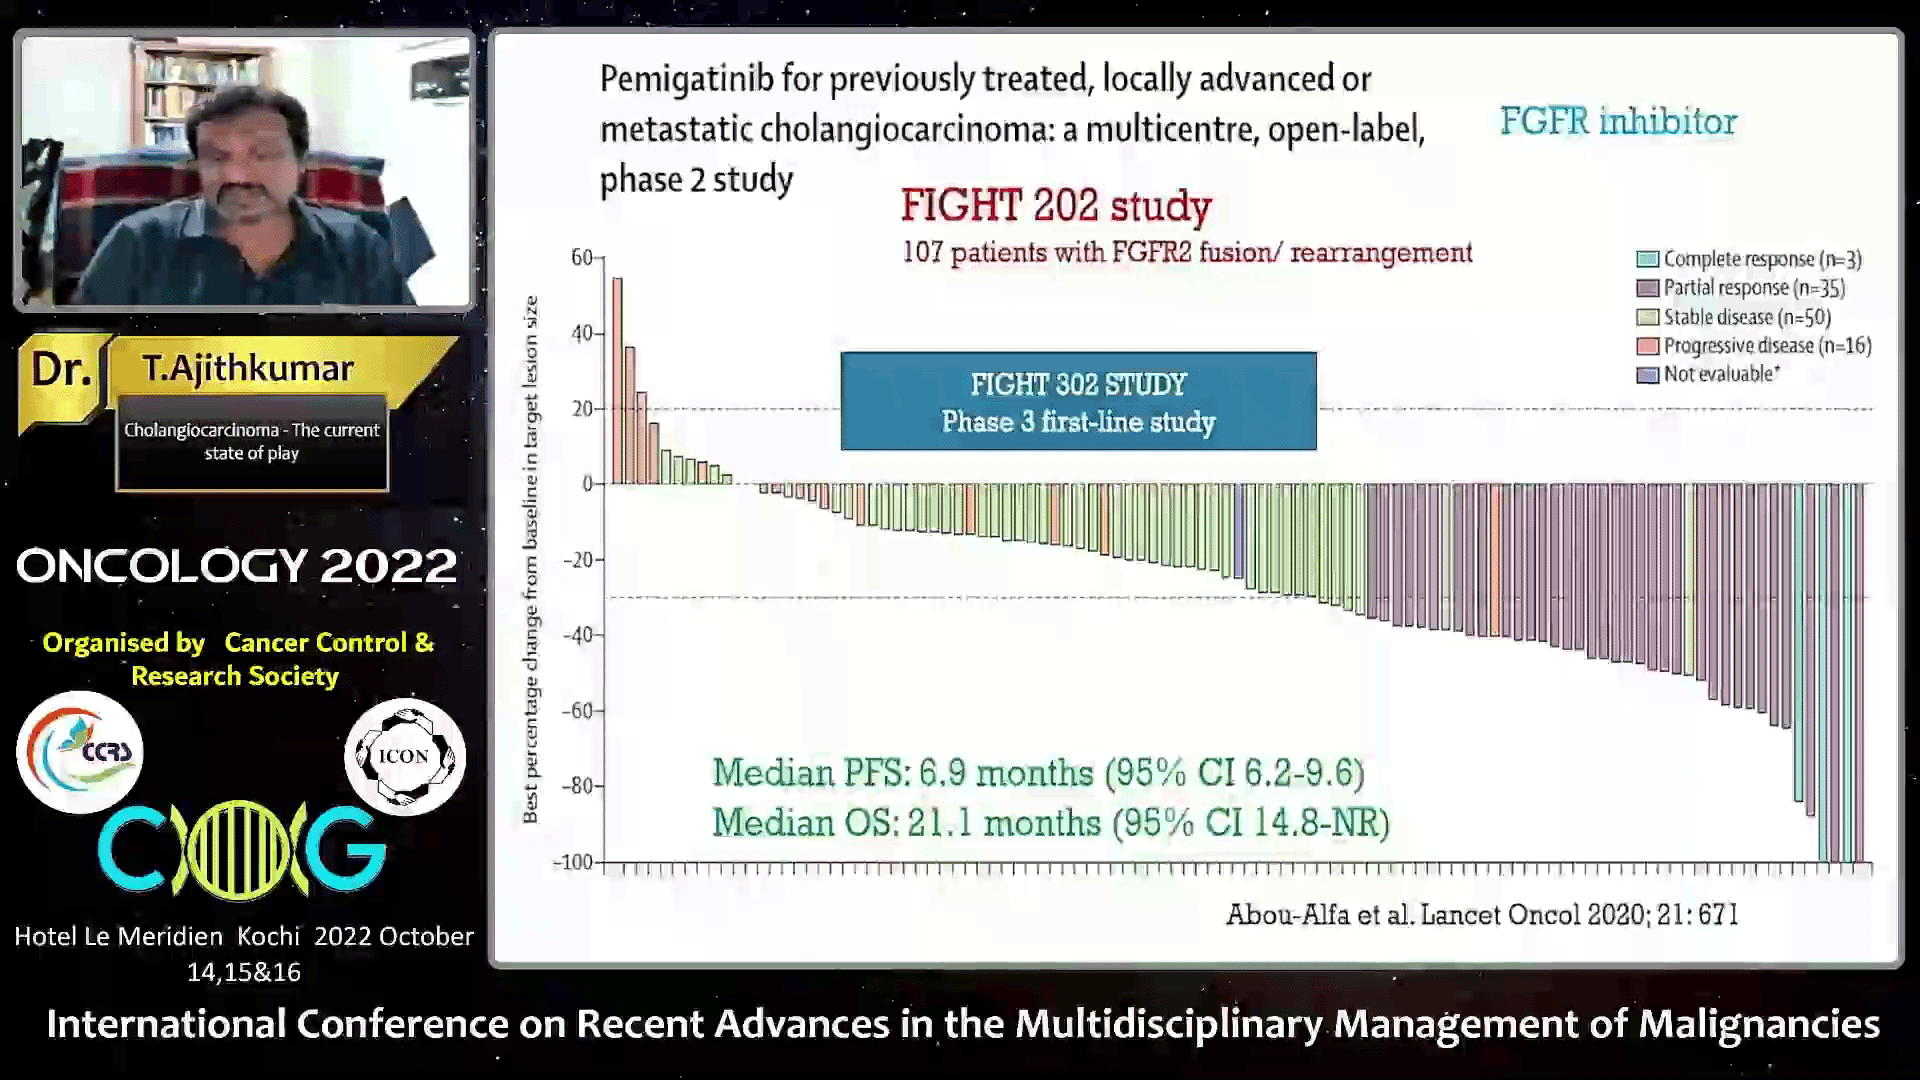 Pemigatinib for previously treated, locally advanced or
metastatic cholangiocarcinoma: a multicentre, open-label,
phase 2 study
FGFR inhibitor
FIGHT 202 study
107 patients with FGFR2 fusion/ rearrangement
Complete response (n=3)
Partial response (n=35)
Stable disease (n=50)
Progressive disease (n=16)
Not evaluable*
FIGHT 302 STUDY
Phase 3 first-line study
Best percentage change from baseline in target lesion size
60
40
20
0
-20
-40
-60
-80
-100
Median PFS: 6.9 months (95% CI 6.2-9.6)
Median OS: 21.1 months (95% CI 14.8-NR)
Abou-Alfa et al. Lancet Oncol 2020; 21: 671
Dr.
T.Ajithkumar
Cholangiocarcinoma - The current
state of play
ONCOLOGY 2022
Organised by Cancer Control &
Research Society
CCRS
ICON
COG
Hotel Le Meridien Kochi 2022 October
14,15&16
International Conference on Recent Advances in the Multidisciplinary Management of Malignancies